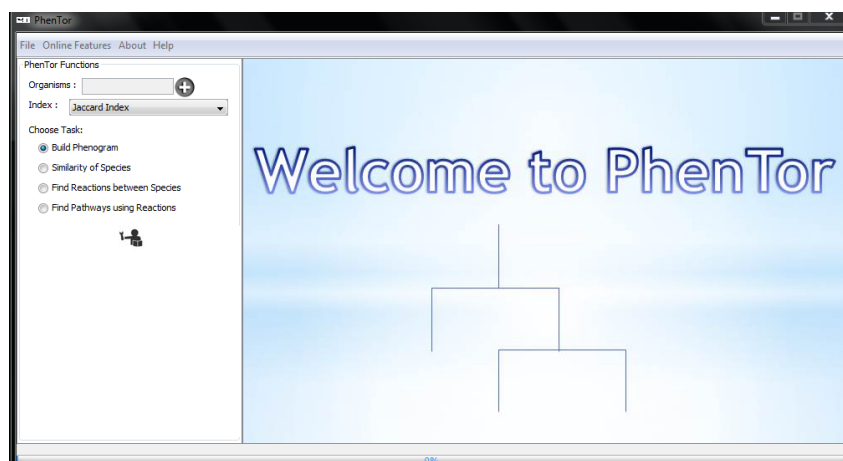 PhenTor
File Online Features About Help
PhenTor Functions
Organisms :
Index : Jaccard Index
Choose Task:
Build Phenogram
Similarity of Species
Find Reactions between Species
Find Pathways using Reactions
Welcome to PhenTor
0%